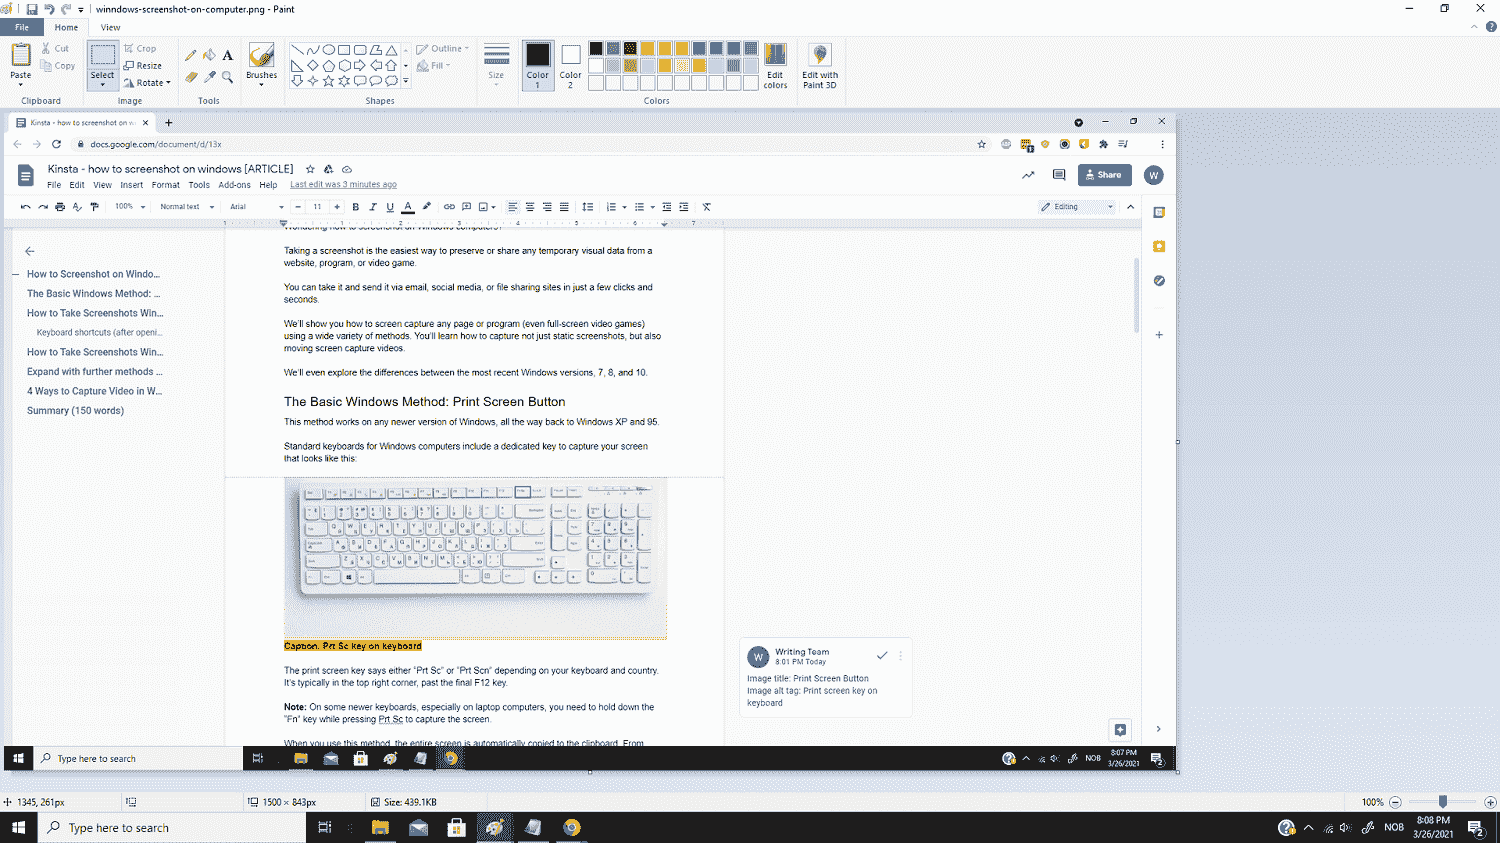 winndows-screenshot-on-computer.png - Paint
File Home View
Paste
Cut
Copy
Clipboard
Select
Crop
Resize
Rotate
Image
Tools
Brushes
Outline
Fill
Shapes
Size
Color 1
Color 2
Edit colors
Colors
Edit with Paint 3D
Kinsta - how to screenshot on w
docs.google.com/document/d/13x
Kinsta - how to screenshot on windows [ARTICLE]
File Edit View Insert Format Tools Add-ons Help Last edit was 3 minutes ago
Share
W
100% Normal text Arial 11 B I U A Editing
1 1 2 3 4 5 6 7
How to Screenshot on Windo...
The Basic Windows Method: ...
How to Take Screenshots Win...
Keyboard shortcuts (after openi...
How to Take Screenshots Win...
Expand with further methods ...
4 Ways to Capture Video in W...
Summary (150 words)
Wondering how to screenshot on Windows computers?
Taking a screenshot is the easiest way to preserve or share any temporary visual data from a
website, program, or video game.
You can take it and send it via email, social media, or file sharing sites in just a few clicks and
seconds.
We'll show you how to screen capture any page or program (even full-screen video games)
using a wide variety of methods. You'll learn how to capture not just static screenshots, but also
moving screen capture videos.
We'll even explore the differences between the most recent Windows versions, 7, 8, and 10.
The Basic Windows Method: Print Screen Button
This method works on any newer version of Windows, all the way back to Windows XP and 95.
Standard keyboards for Windows computers include a dedicated key to capture your screen
that looks like this:
Caption: Prt Sc key on keyboard
The print screen key says either "Prt Sc" or "Prt Scn" depending on your keyboard and country.
It's typically in the top right corner, past the final F12 key.
Note: On some newer keyboards, especially on laptop computers, you need to hold down the
"Fn" key while pressing Prt Sc to capture the screen.
When you use this method, the entire screen is automatically copied to the clipboard. From
W
Writing Team
8:01 PM Today
Image title: Print Screen Button
Image alt tag: Print screen key on
keyboard
Type here to search
NOB
8:07 PM
3/26/2021
2
1345, 261px
1500 × 843px
Size: 439.1KB
100%
Type here to search
NOB
8:08 PM
3/26/2021
2